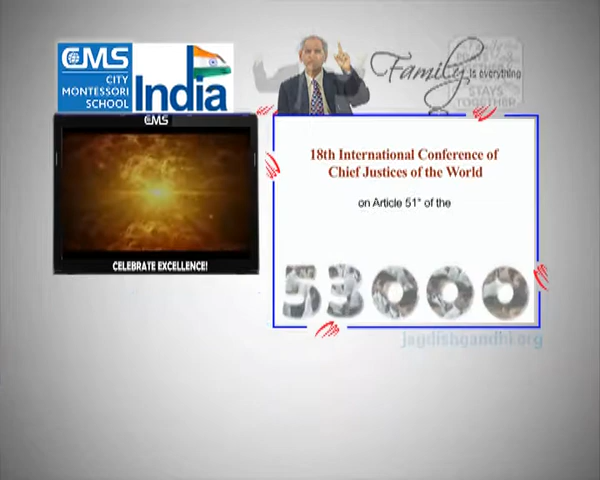 CMS
CITY
MONTESSORI
SCHOOL
India
Family
is everything
STAYS
TOGETHER
CMS
CELEBRATE EXCELLENCE!
18th International Conference of
Chief Justices of the World
on Article 51* of the
53000
jagdishgandhi.org